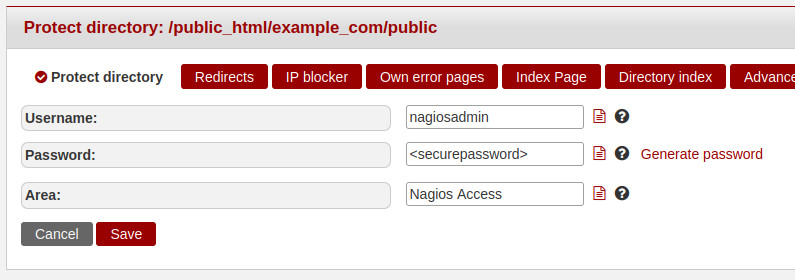 Protect directory: /public_html/example_com/public
Protect directory Redirects IP blocker Own error pages Index Page Directory index Advance
Username: nagiosadmin
Password: <securepassword> Generate password
Area: Nagios Access
Cancel Save